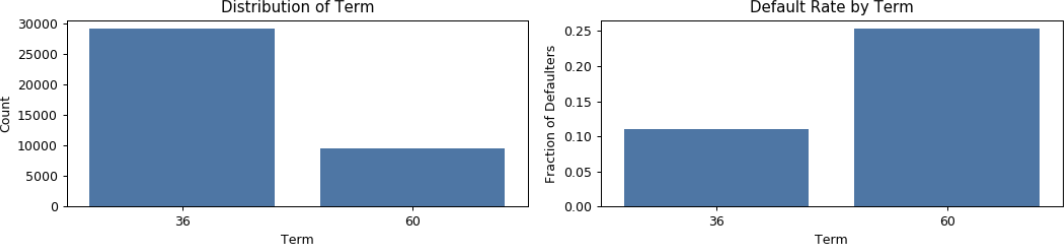 Distribution of Term
Count
30000
25000
20000
15000
10000
5000
0
36
60
Term
Default Rate by Term
Fraction of Defaulters
0.25
0.20
0.15
0.10
0.05
0.00
36
60
Term